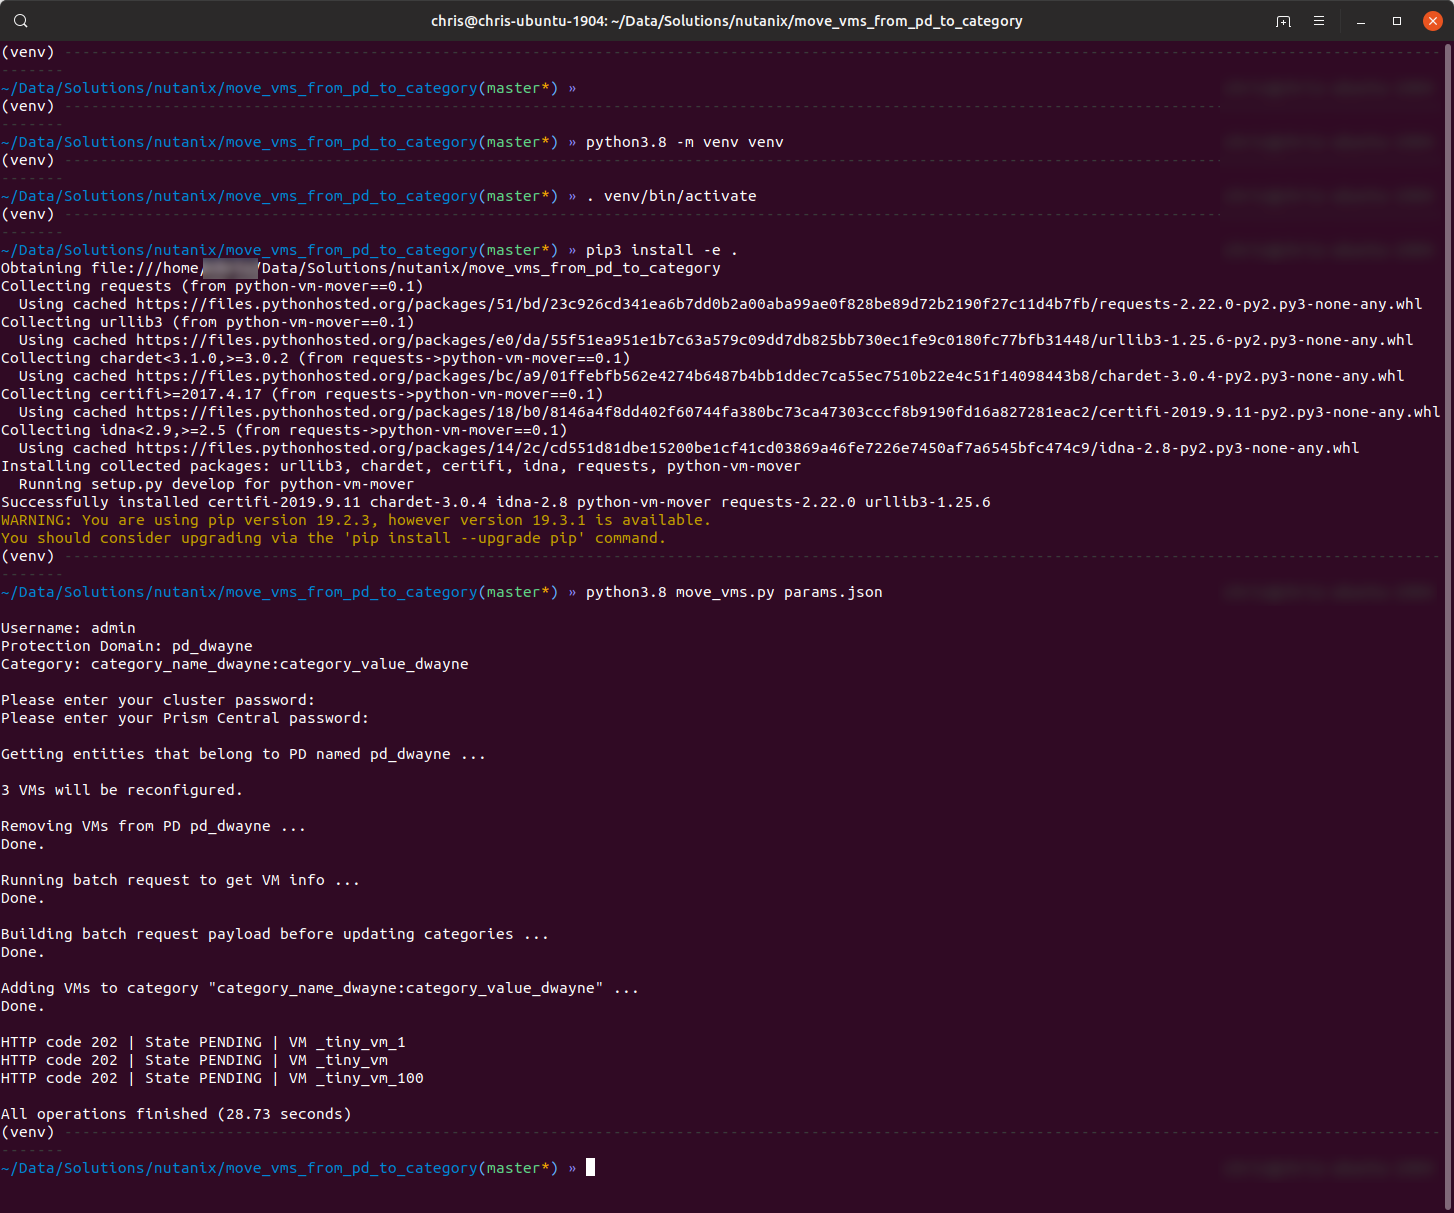 chris@chris-ubuntu-1904: ~/Data/Solutions/nutanix/move_vms_from_pd_to_category
(venv)
~/Data/Solutions/nutanix/move_vms_from_pd_to_category(master*) »
(venv)
~/Data/Solutions/nutanix/move_vms_from_pd_to_category(master*) » python3.8 -m venv venv
(venv)
~/Data/Solutions/nutanix/move_vms_from_pd_to_category(master*) » . venv/bin/activate
(venv)
~/Data/Solutions/nutanix/move_vms_from_pd_to_category(master*) » pip3 install -e .
Obtaining file:///home/ /Data/Solutions/nutanix/move_vms_from_pd_to_category
Collecting requests (from python-vm-mover==0.1)
Using cached https://files.pythonhosted.org/packages/51/bd/23c926cd341ea6b7dd0b2a00aba99ae0f828be89d72b2190f27c11d4b7fb/requests-2.22.0-py2.py3-none-any.whl
Collecting urllib3 (from python-vm-mover==0.1)
Using cached https://files.pythonhosted.org/packages/e0/da/55f51ea951e1b7c63a579c09dd7db825bb730ec1fe9c0180fc77bfb31448/urllib3-1.25.6-py2.py3-none-any.whl
Collecting chardet<3.1.0,>=3.0.2 (from requests->python-vm-mover==0.1)
Using cached https://files.pythonhosted.org/packages/bc/a9/01ffebfb562e4274b6487b4bb1ddec7ca55ec7510b22e4c51f14098443b8/chardet-3.0.4-py2.py3-none-any.whl
Collecting certifi>=2017.4.17 (from requests->python-vm-mover==0.1)
Using cached https://files.pythonhosted.org/packages/18/b0/8146a4f8dd402f60744fa380bc73ca47303cccf8b9190fd16a827281eac2/certifi-2019.9.11-py2.py3-none-any.whl
Collecting idna<2.9,>=2.5 (from requests->python-vm-mover==0.1)
Using cached https://files.pythonhosted.org/packages/14/2c/cd551d81dbe15200be1cf41cd03869a46fe7226e7450af7a6545bfc474c9/idna-2.8-py2.py3-none-any.whl
Installing collected packages: urllib3, chardet, certifi, idna, requests, python-vm-mover
Running setup.py develop for python-vm-mover
Successfully installed certifi-2019.9.11 chardet-3.0.4 idna-2.8 python-vm-mover requests-2.22.0 urllib3-1.25.6
WARNING: You are using pip version 19.2.3, however version 19.3.1 is available.
You should consider upgrading via the 'pip install --upgrade pip' command.
(venv)
~/Data/Solutions/nutanix/move_vms_from_pd_to_category(master*) » python3.8 move_vms.py params.json
Username: admin
Protection Domain: pd_dwayne
Category: category_name_dwayne:category_value_dwayne
Please enter your cluster password:
Please enter your Prism Central password:
Getting entities that belong to PD named pd_dwayne ...
3 VMs will be reconfigured.
Removing VMs from PD pd_dwayne ...
Done.
Running batch request to get VM info ...
Done.
Building batch request payload before updating categories ...
Done.
Adding VMs to category "category_name_dwayne:category_value_dwayne" ...
Done.
HTTP code 202 | State PENDING | VM _tiny_vm_1
HTTP code 202 | State PENDING | VM _tiny_vm
HTTP code 202 | State PENDING | VM _tiny_vm_100
All operations finished (28.73 seconds)
(venv)
~/Data/Solutions/nutanix/move_vms_from_pd_to_category(master*) »